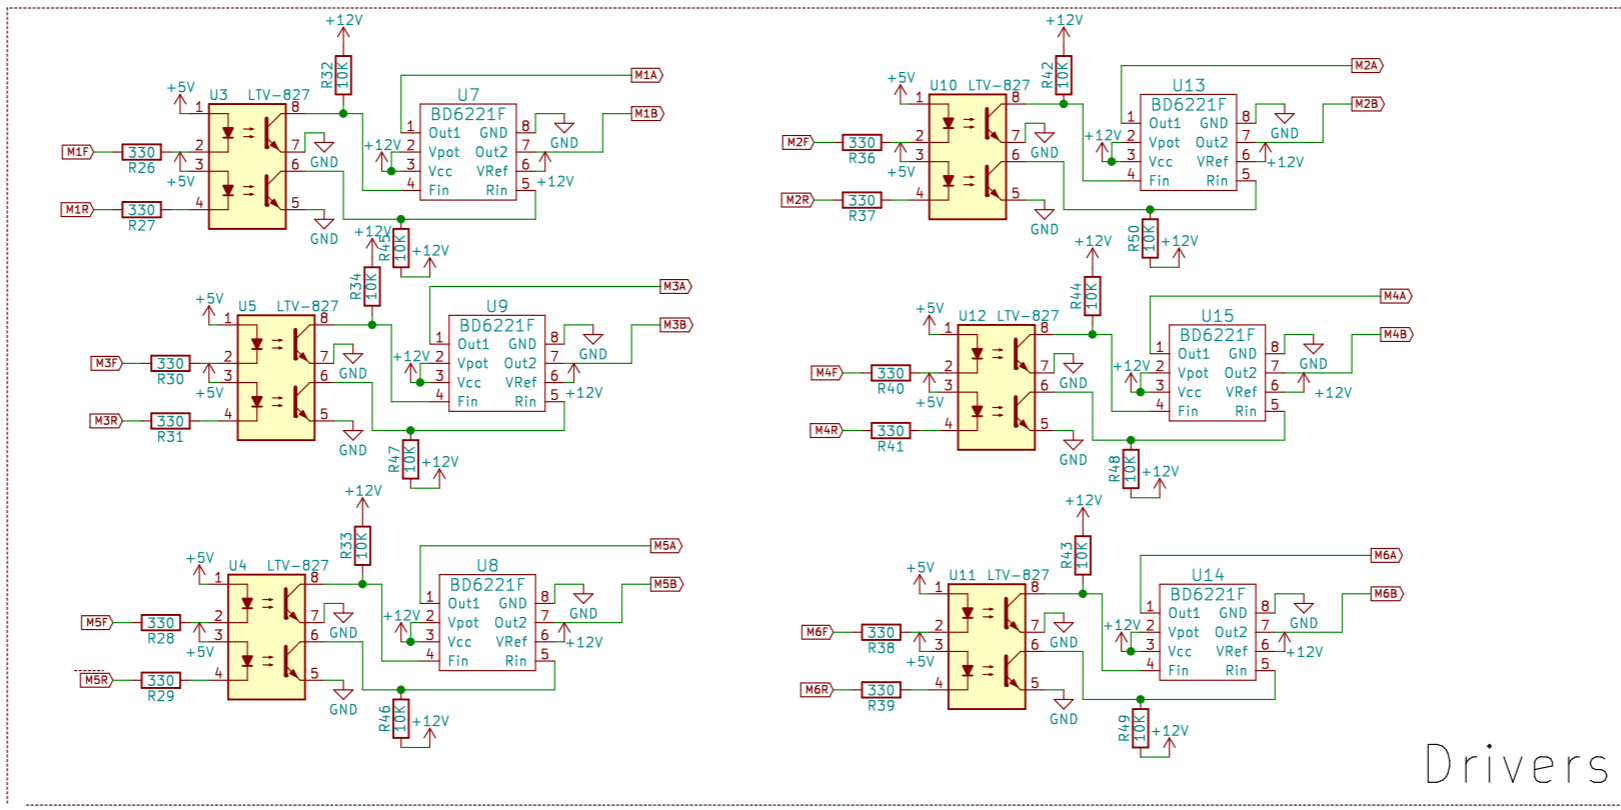 +12V
R32
10K
+5V
U3 LTV-827
1
8
2
7
3
6
4
5
M1F
330
R26
+5V
M1R
330
R27
GND
GND
+12V
U7
BD6221F
1 Out1 GND 8
2 Vpot Out2 7
3 Vcc VRef 6
4 Fin Rin 5
GND
+12V
M1A
M1B
R45
10K
+12V
+12V
R42
10K
+5V
U10 LTV-827
1
8
2
7
3
6
4
5
M2F
330
R36
+5V
M2R
330
R37
GND
GND
+12V
U13
BD6221F
1 Out1 GND 8
2 Vpot Out2 7
3 Vcc VRef 6
4 Fin Rin 5
GND
+12V
M2A
M2B
R50
10K
+12V
+12V
R34
10K
+5V
U5 LTV-827
1
8
2
7
3
6
4
5
M3F
330
R30
+5V
M3R
330
R31
GND
GND
+12V
U9
BD6221F
1 Out1 GND 8
2 Vpot Out2 7
3 Vcc VRef 6
4 Fin Rin 5
GND
+12V
M3A
M3B
R47
10K
+12V
+12V
R44
10K
+5V
U12 LTV-827
1
8
2
7
3
6
4
5
M4F
330
R40
+5V
M4R
330
R41
GND
GND
+12V
U15
BD6221F
1 Out1 GND 8
2 Vpot Out2 7
3 Vcc VRef 6
4 Fin Rin 5
GND
+12V
M4A
M4B
R48
10K
+12V
+12V
R33
10K
+5V
U4 LTV-827
1
8
2
7
3
6
4
5
M5F
330
R28
+5V
M5R
330
R29
GND
GND
+12V
U8
BD6221F
1 Out1 GND 8
2 Vpot Out2 7
3 Vcc VRef 6
4 Fin Rin 5
GND
+12V
M5A
M5B
R46
10K
+12V
+12V
R43
10K
+5V
U11 LTV-827
1
8
2
7
3
6
4
5
M6F
330
R38
+5V
M6R
330
R39
GND
GND
+12V
U14
BD6221F
1 Out1 GND 8
2 Vpot Out2 7
3 Vcc VRef 6
4 Fin Rin 5
GND
+12V
M6A
M6B
R49
10K
+12V
Drivers